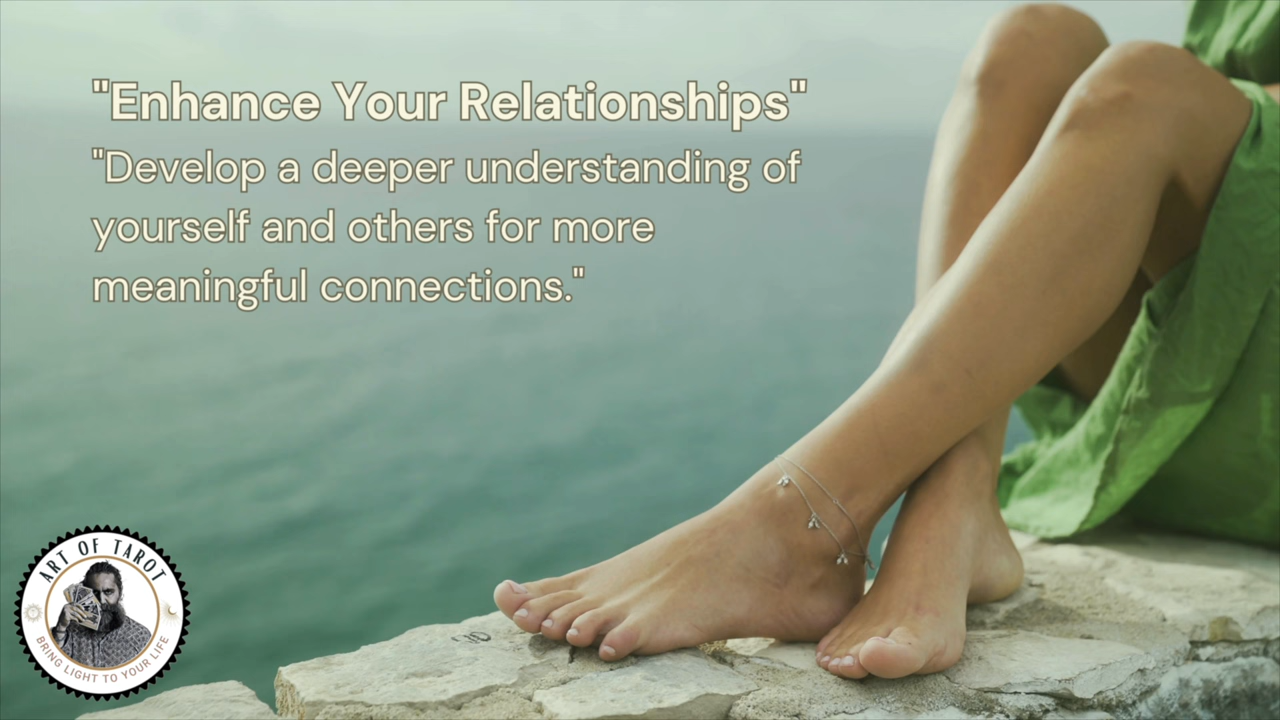 "Enhance Your Relationships"
"Develop a deeper understanding of
yourself and others for more
meaningful connections."
ART OF TAROT
BRING LIGHT TO YOUR LIFE